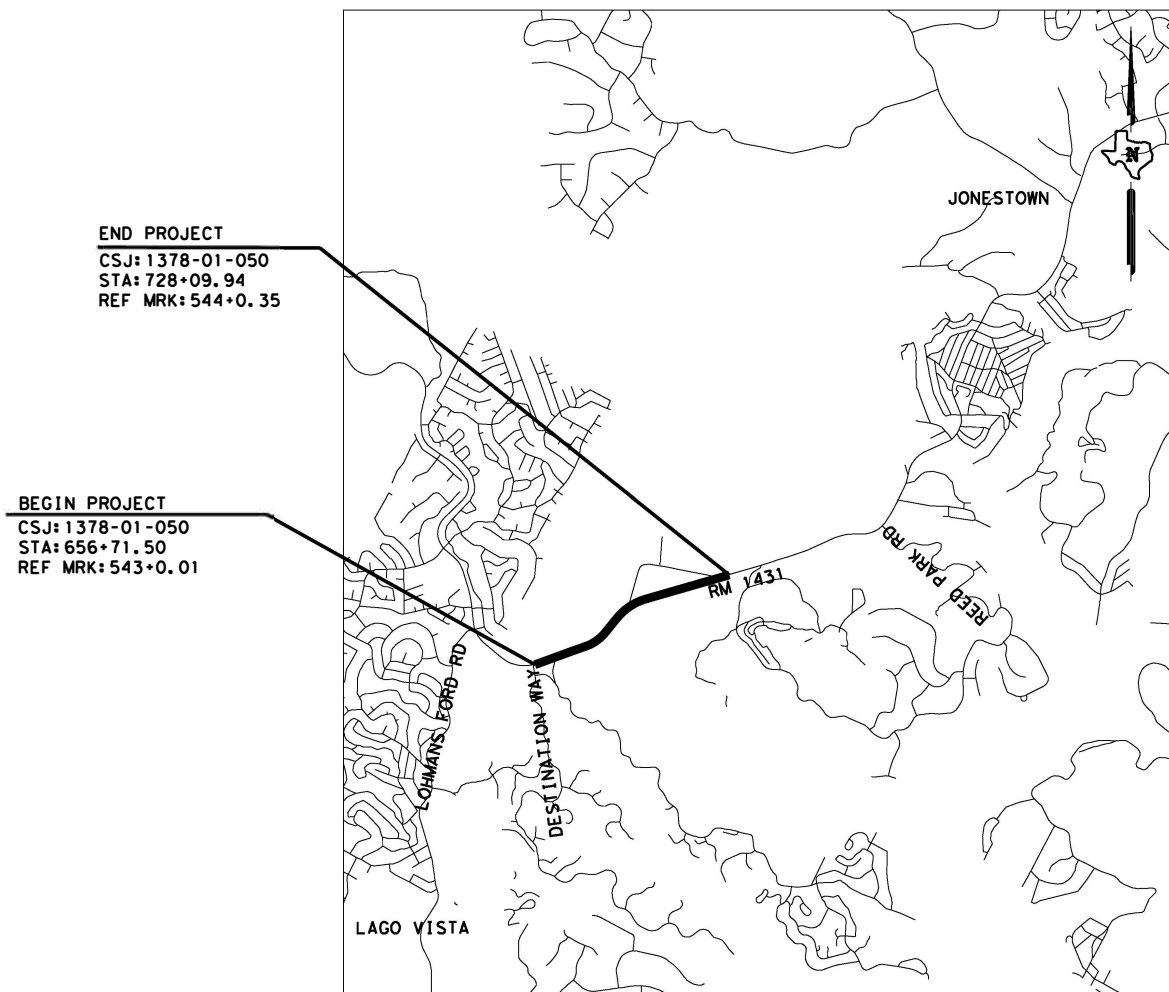 JONESTOWN
N
END PROJECT
CSJ:1378-01-050
STA:728+09.94
REF MRK:544+0.35
BEGIN PROJECT
CSJ:1378-01-050
STA:656+71.50
REF MRK:543+0.01
RM 1431
REED PARK RD
LOHMANS FORD RD
DESTINATION WAY
LAGO VISTA